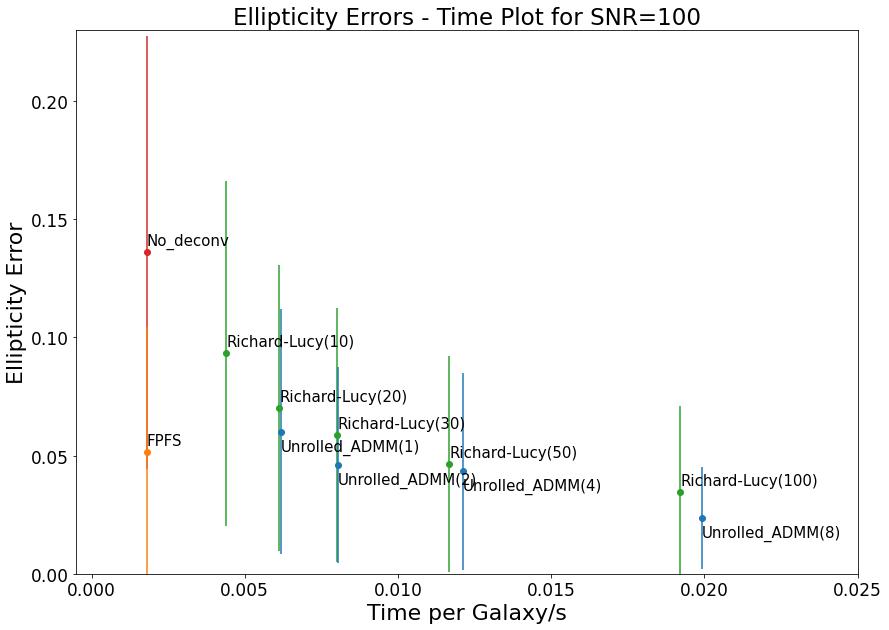 Ellipticity Errors - Time Plot for SNR=100
Ellipticity Error
0.20
0.15
0.10
0.05
0.00
No_deconv
FPFS
Richard-Lucy(10)
Richard-Lucy(20)
Unrolled_ADMM(1)
Richard-Lucy(30)
Unrolled_ADMM(2)
Richard-Lucy(50)
Unrolled_ADMM(4)
Richard-Lucy(100)
Unrolled_ADMM(8)
0.000 0.005 0.010 0.015 0.020 0.025
Time per Galaxy/s